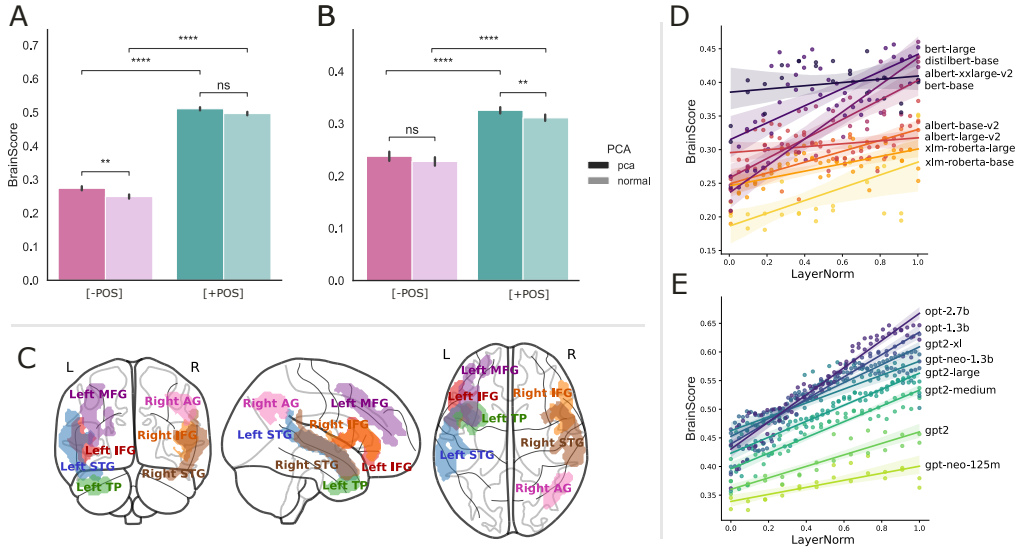 A
B
D
E
C
0.7
0.6
0.5
0.4
0.3
0.2
0.1
0.0
BrainScore
****
****
**
ns
[-POS]
[+POS]
0.4
0.3
0.2
0.1
0.0
****
****
ns
**
[-POS]
[+POS]
PCA
pca
normal
0.45
0.40
0.35
0.30
0.25
0.20
0.15
BrainScore
bert-large
distilbert-base
albert-xxlarge-v2
bert-base
albert-base-v2
albert-large-v2
xlm-roberta-large
xlm-roberta-base
0.0 0.2 0.4 0.6 0.8 1.0
LayerNorm
L R
Left MFG
Right AG
Right IFG
Left IFG
Left STG
Right STG
Left TP
Right AG
Left MFG
Right IFG
Left STG
Right STG
Left IFG
Left TP
L R
Left MFG
Left IFG
Right IFG
Left TP
Left STG
Right STG
Right AG
0.65
0.60
0.55
0.50
0.45
0.40
0.35
BrainScore
opt-2.7b
opt-1.3b
gpt2-xl
gpt-neo-1.3b
gpt2-large
gpt2-medium
gpt2
gpt-neo-125m
0.0 0.2 0.4 0.6 0.8 1.0
LayerNorm